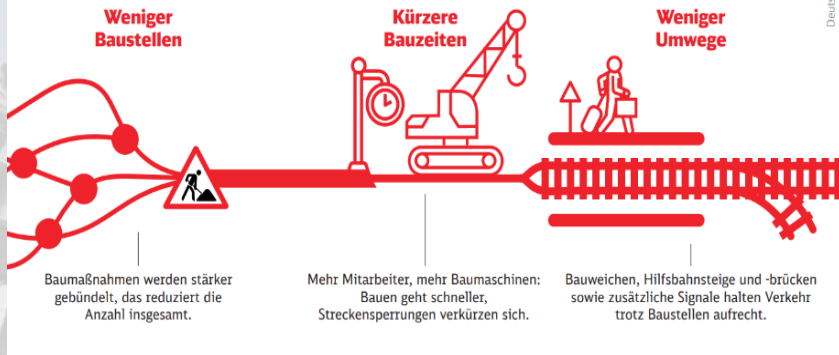 Weniger
Baustellen
Kürzere
Bauzeiten
Weniger
Umwege
Baumaßnahmen werden stärker
gebündelt, das reduziert die
Anzahl insgesamt.
Mehr Mitarbeiter, mehr Baumaschinen:
Bauen geht schneller,
Streckensperrungen verkürzen sich.
Bauweichen, Hilfsbahnsteige und -brücken
sowie zusätzliche Signale halten Verkehr
trotz Baustellen aufrecht.